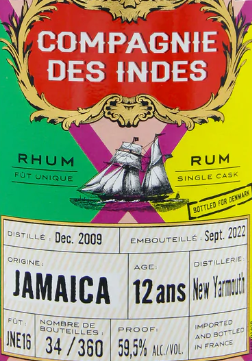 COMPAGNIE
DES INDES
RHUM RUM
FÛT UNIQUE SINGLE CASK
BOTTLED FOR DENMARK
DISTILLÉ : Dec. 2009 EMBOUTEILLÉ : Sept. 2022
ORIGINE: AGE: DISTILLERIE
JAMAICA 12 ans New Yarmouth
FÛT: NOMBRE DE BOUTEILLES: PROOF: IMPORTED AND BOTTLED IN FRANCE
JNE16 34 / 360 59,5% ALC./VOL.